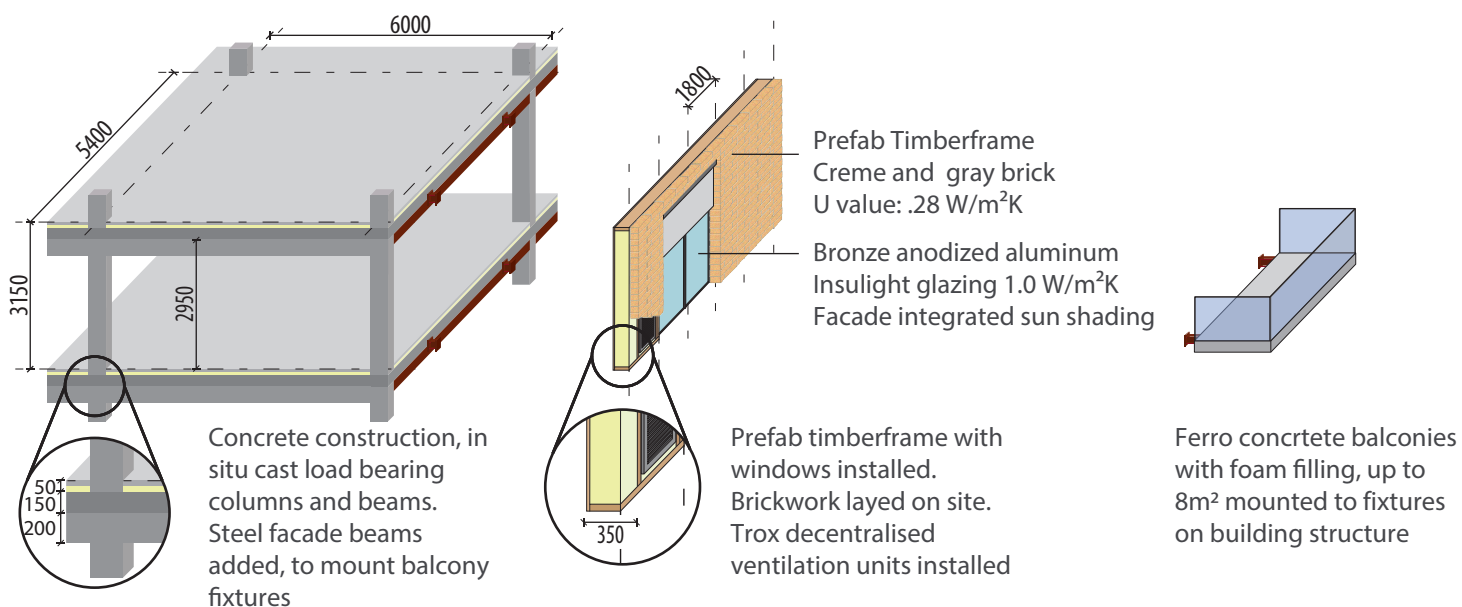 6000
5400
3150
2950
50
150
200
Concrete construction, in
situ cast load bearing
columns and beams.
Steel facade beams
added, to mount balcony
fixtures
1800
Prefab Timberframe
Creme and gray brick
U value: .28 W/m²K
Bronze anodized aluminum
Insulight glazing 1.0 W/m²K
Facade integrated sun shading
350
Prefab timberframe with
windows installed.
Brickwork layed on site.
Trox decentralised
ventilation units installed
Ferro concrtete balconies
with foam filling, up to
8m² mounted to fixtures
on building structure